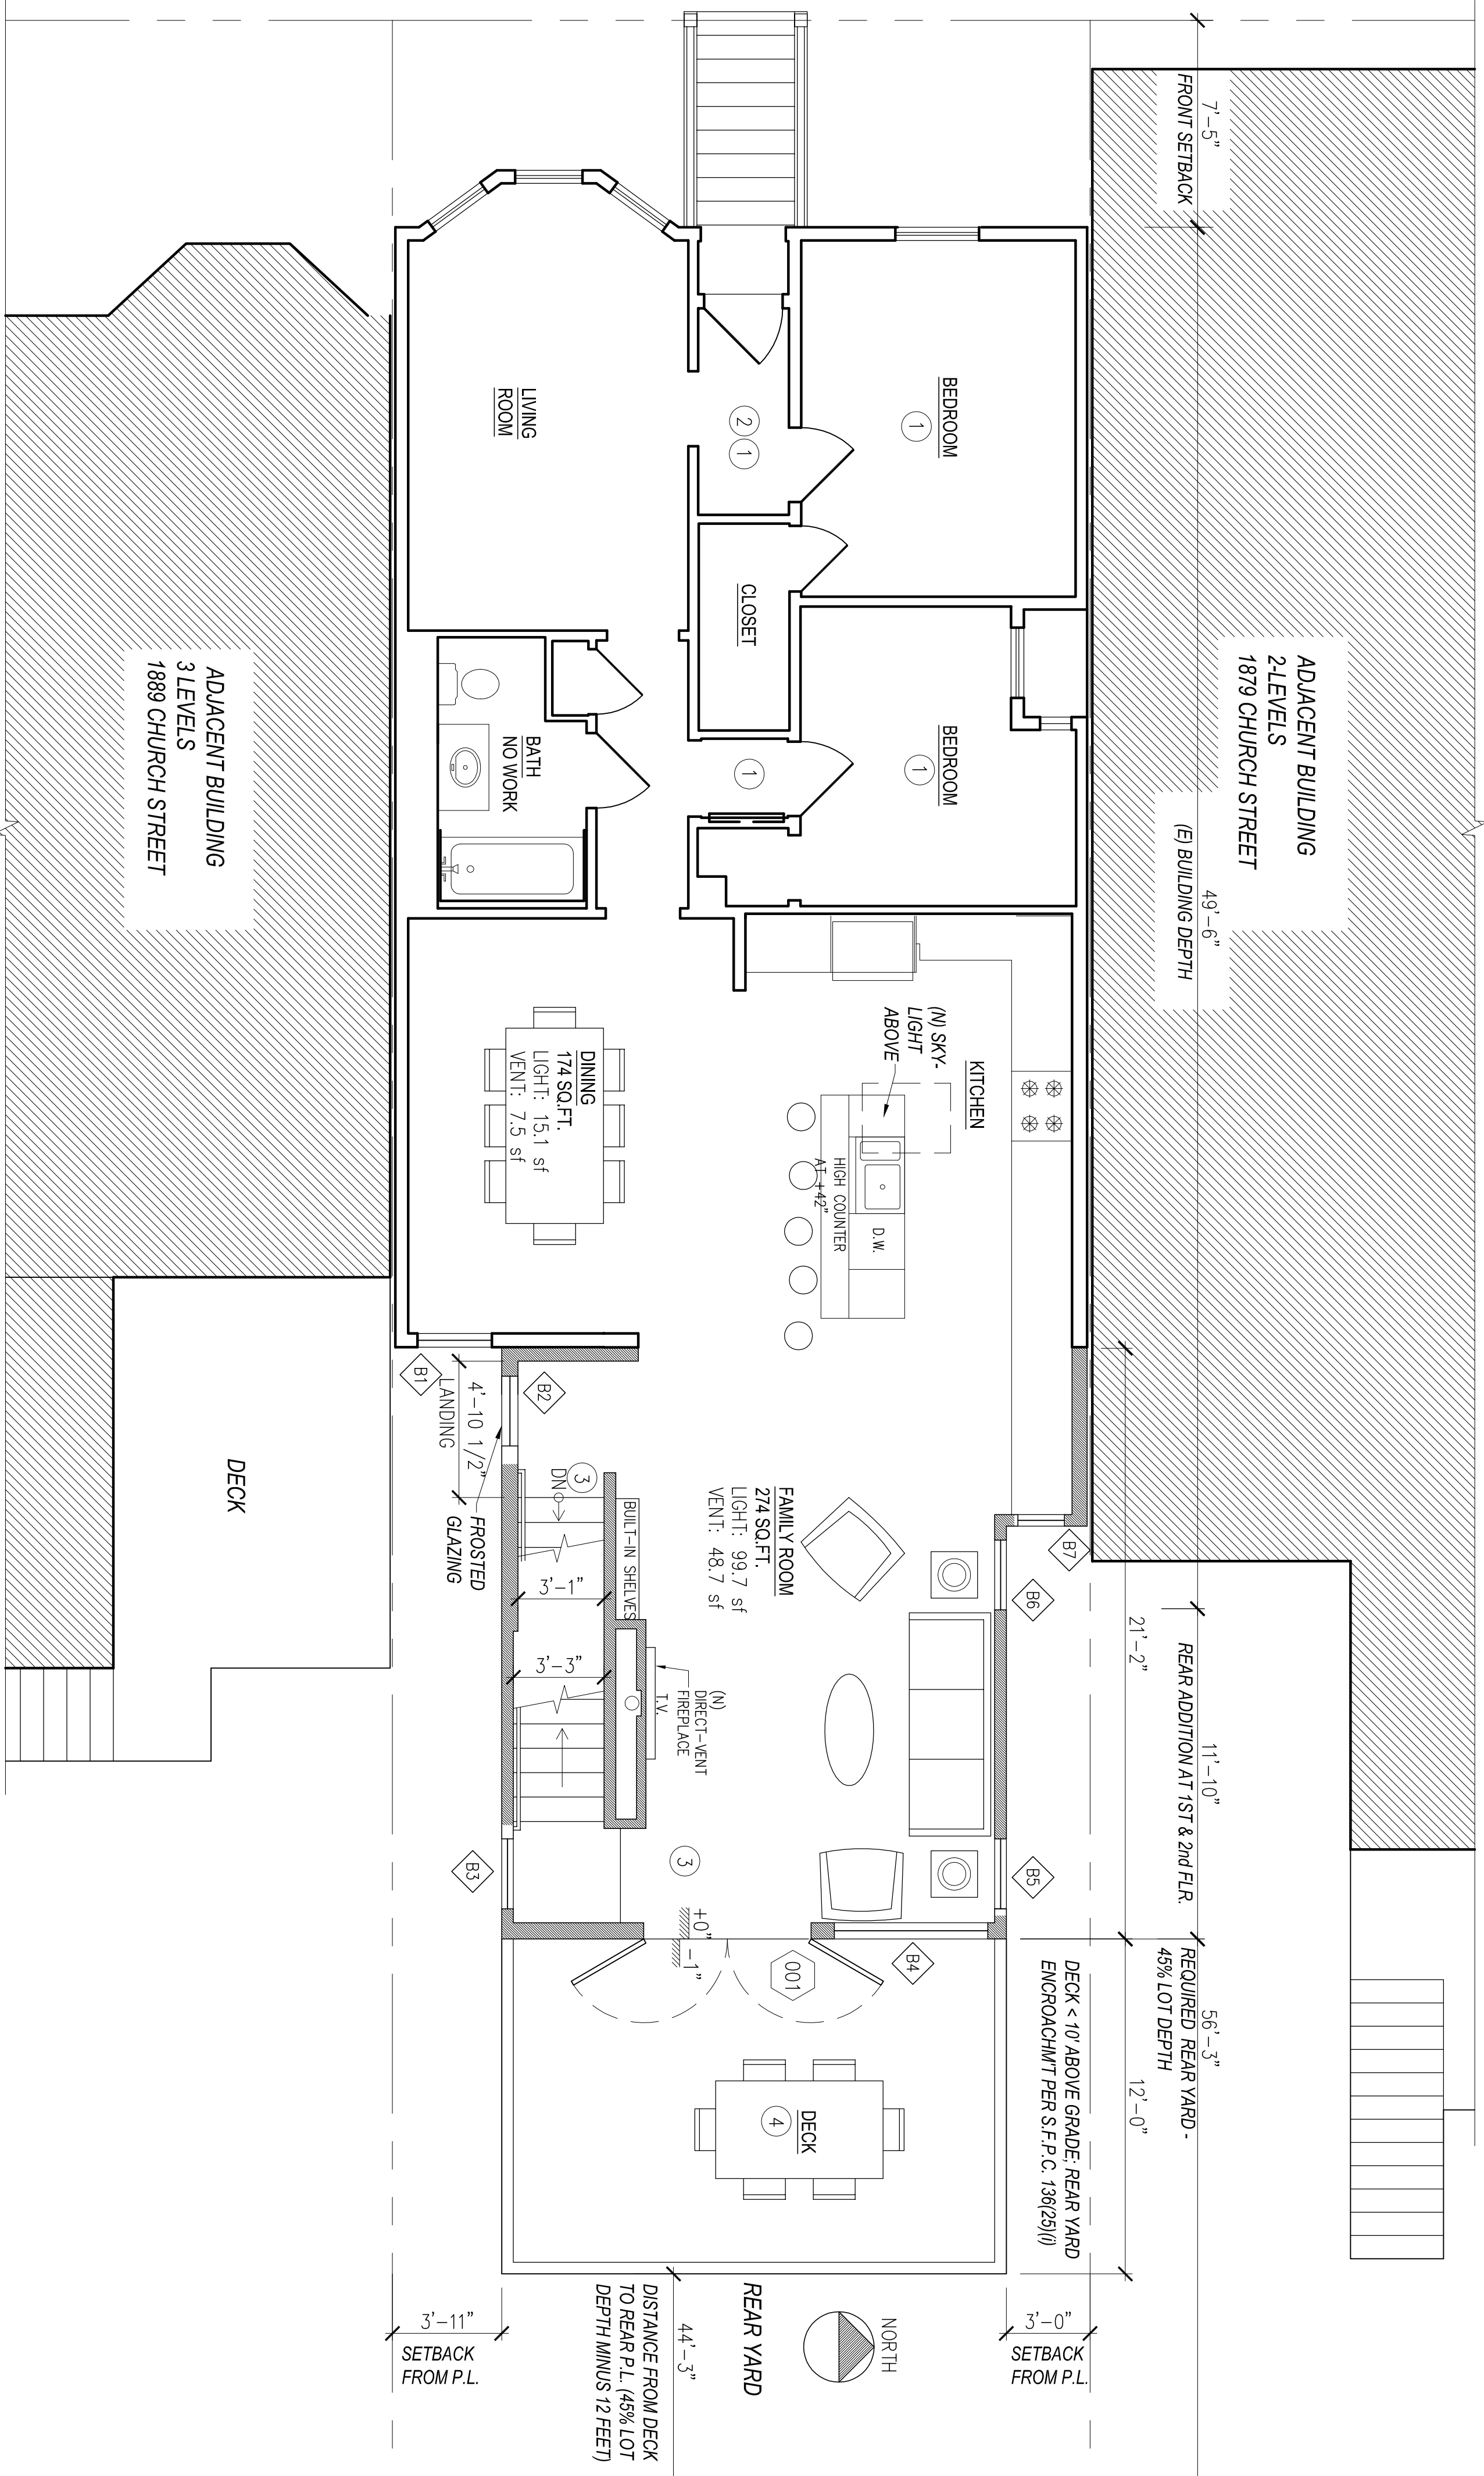 7'-5"
FRONT SETBACK
ADJACENT BUILDING
2-LEVELS
1879 CHURCH STREET
49'-6"
(E) BUILDING DEPTH
11'-10"
REAR ADDITION AT 1ST & 2nd FLR.
56'-3"
REQUIRED REAR YARD -
45% LOT DEPTH
21'-2"
12'-0"
DECK < 10' ABOVE GRADE; REAR YARD
ENCROACHM'T PER S.F.P.C. 136(25)(i)
3'-0"
SETBACK
FROM P.L.
BEDROOM
1
BEDROOM
1
KITCHEN
(N) SKY-
LIGHT
ABOVE
D.W.
HIGH COUNTER
AT +42"
B7
B6
B5
B4
NORTH
2
1
CLOSET
1
FAMILY ROOM
274 SQ.FT.
LIGHT: 99.7 sf
VENT: 48.7 sf
(N)
DIRECT-VENT
FIREPLACE
T.V.
3
+0"
-1"
001
DECK
4
REAR YARD
44'-3"
DISTANCE FROM DECK
TO REAR P.L. (45% LOT
DEPTH MINUS 12 FEET)
LIVING
ROOM
BATH
NO WORK
DINING
174 SQ.FT.
LIGHT: 15.1 sf
VENT: 7.5 sf
BUILT-IN SHELVES
3
DN
3'-1"
3'-3"
B2
B1
B3
4'-10 1/2"
LANDING
FROSTED
GLAZING
3'-11"
SETBACK
FROM P.L.
ADJACENT BUILDING
3 LEVELS
1889 CHURCH STREET
DECK